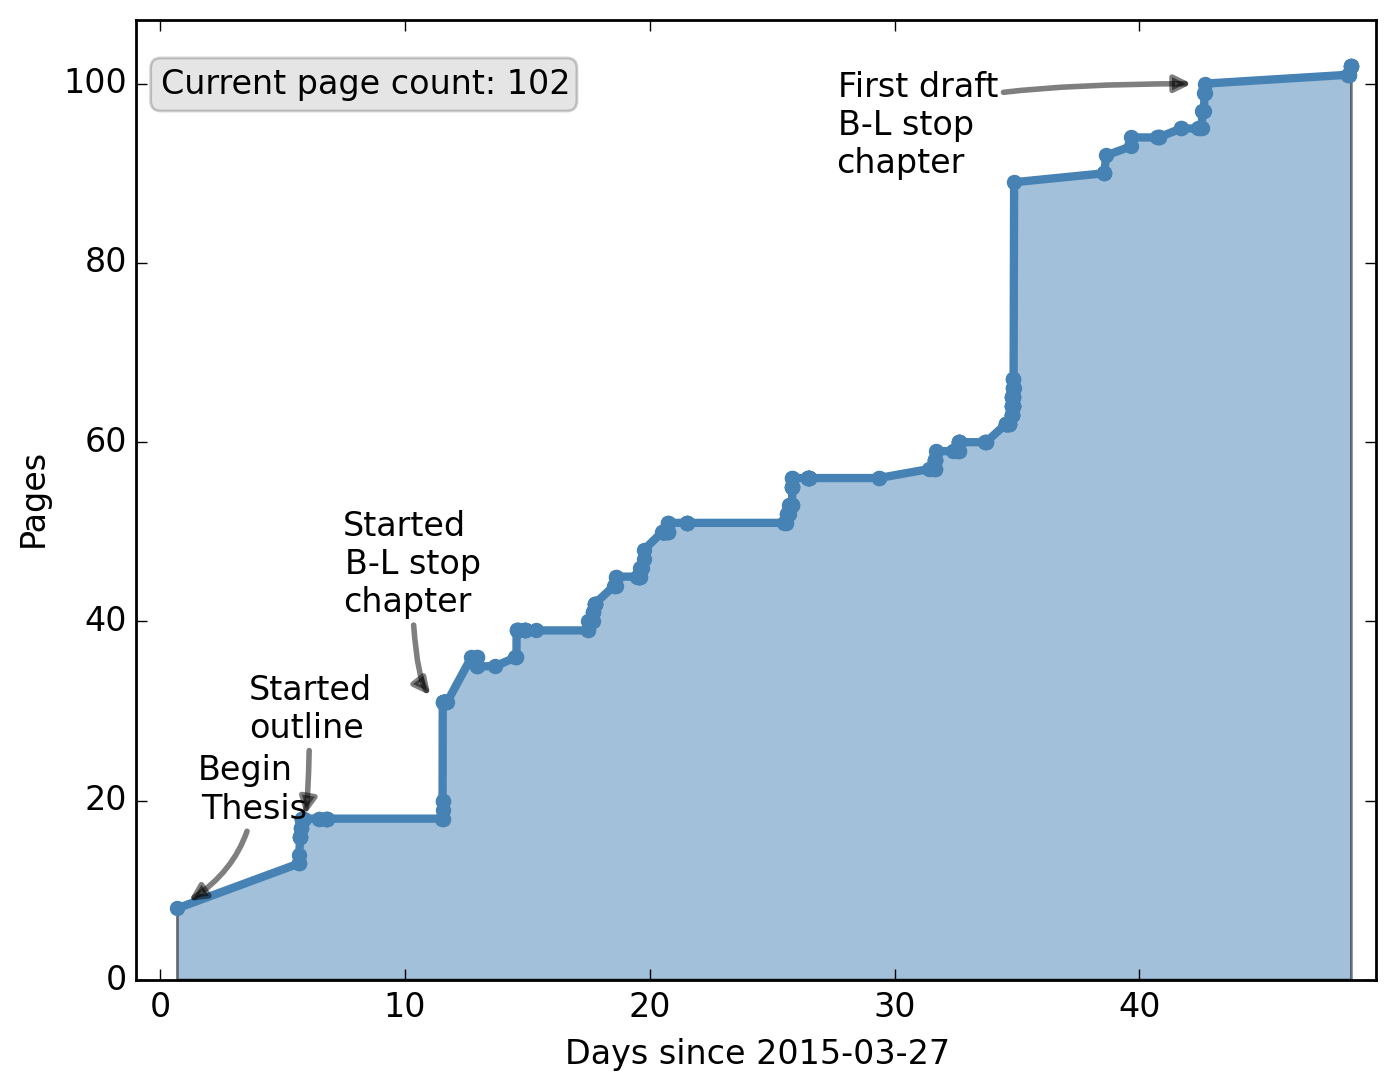 Current page count: 102
First draft
B-L stop
chapter
Started
B-L stop
chapter
Started
outline
Begin
Thesis
100
80
60
40
20
0
Pages
0 10 20 30 40
Days since 2015-03-27